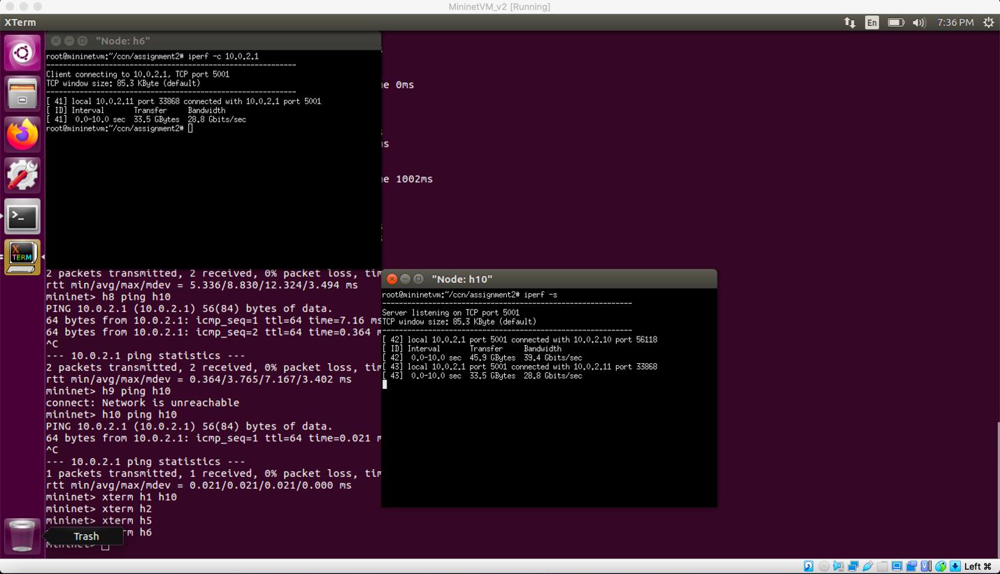 MininetVM_v2 [Running]
XTerm
En
7:36 PM
"Node: h6"
root@mininetvm:~/ccn/assignment2# iperf -c 10.0.2.1
------------------------------------------------------------
Client connecting to 10.0.2.1, TCP port 5001
TCP window size: 85.3 KByte (default)
------------------------------------------------------------
[ 41] local 10.0.2.11 port 33868 connected with 10.0.2.1 port 5001
[ ID] Interval       Transfer     Bandwidth
[ 41]  0.0-10.0 sec  33.5 GBytes  28.8 Gbits/sec
root@mininetvm:~/ccn/assignment2#
e 0ms
s
ms
e 1002ms
XTERM
2 packets transmitted, 2 received, 0% packet loss, tim
rtt min/avg/max/mdev = 5.336/8.830/12.324/3.494 ms
mininet> h8 ping h10
PING 10.0.2.1 (10.0.2.1) 56(84) bytes of data.
64 bytes from 10.0.2.1: icmp_seq=1 ttl=64 time=7.16 ms
64 bytes from 10.0.2.1: icmp_seq=2 ttl=64 time=0.364 m
^C
--- 10.0.2.1 ping statistics ---
2 packets transmitted, 2 received, 0% packet loss, tim
rtt min/avg/max/mdev = 0.364/3.765/7.167/3.402 ms
mininet> h9 ping h10
connect: Network is unreachable
mininet> h10 ping h10
PING 10.0.2.1 (10.0.2.1) 56(84) bytes of data.
64 bytes from 10.0.2.1: icmp_seq=1 ttl=64 time=0.021 m
^C
--- 10.0.2.1 ping statistics ---
1 packets transmitted, 1 received, 0% packet loss, tim
rtt min/avg/max/mdev = 0.021/0.021/0.021/0.000 ms
mininet> xterm h1 h10
mininet> xterm h2
mininet> xterm h5
rm h6
Trash
mininet>
"Node: h10"
root@mininetvm:~/ccn/assignment2# iperf -s
------------------------------------------------------------
Server listening on TCP port 5001
TCP window size: 85.3 KByte (default)
------------------------------------------------------------
[ 42] local 10.0.2.1 port 5001 connected with 10.0.2.10 port 56118
[ ID] Interval       Transfer     Bandwidth
[ 42]  0.0-10.0 sec  45.9 GBytes  39.4 Gbits/sec
[ 43] local 10.0.2.1 port 5001 connected with 10.0.2.11 port 33868
[ 43]  0.0-10.0 sec  33.5 GBytes  28.8 Gbits/sec
Left ⌘